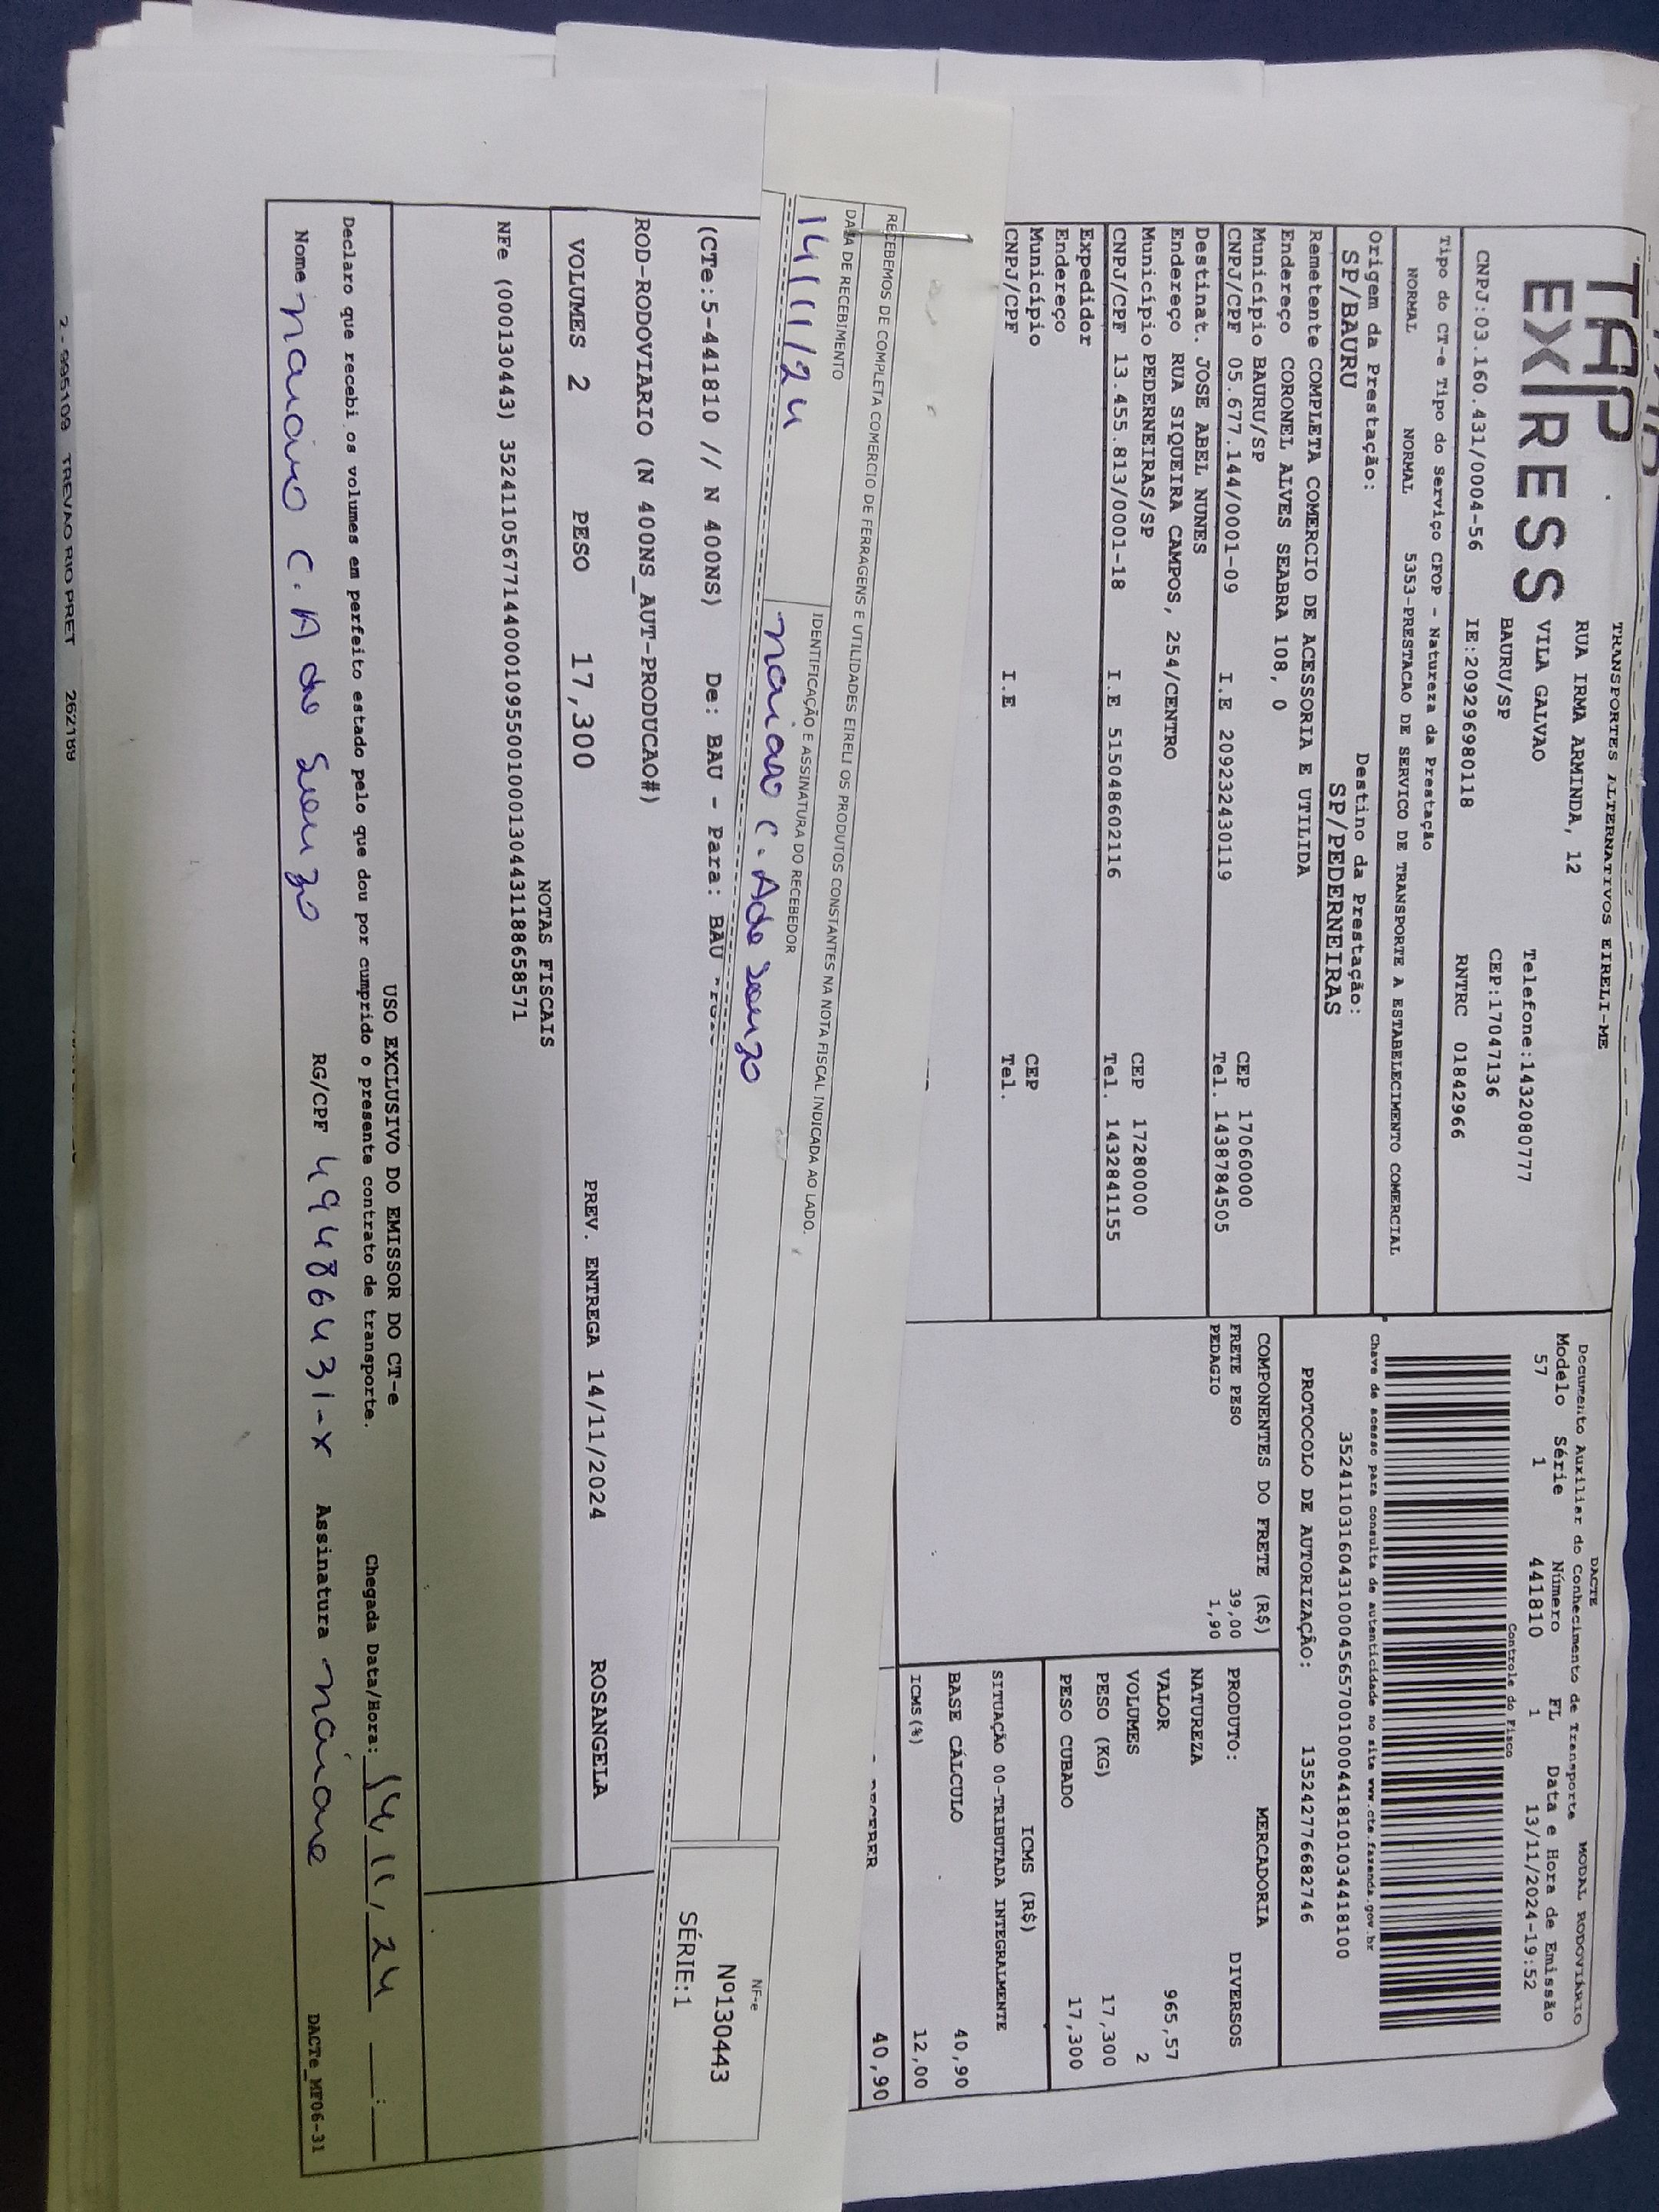 TAP
EXPRESS
TRANSPORTES ALTERNATIVOS EIRELI-ME
RUA IRMA ARMINDA, 12
VILA GALVAO
Telefone:1432080777
BAURU/SP
CEP:17047136
CNPJ:03.160.431/0004-56
IE:209296980118
RNTRC 01842966
Tipo do CT-e Tipo do Serviço CFOP - Natureza da Prestação
NORMAL NORMAL 5353-PRESTACAO DE SERVICO DE TRANSPORTE A ESTABELECIMENTO COMERCIAL
Origem da Prestação: Destino da Prestação:
SP/BAURU SP/PEDERNEIRAS
Remetente COMPLETA COMERCIO DE ACESSORIA E UTILIDA
Endereço CORONEL ALVES SEABRA 108, 0
Município BAURU/SP CEP 17060000
CNPJ/CPF 05.677.144/0001-09 I.E 209232430119 Tel. 14387845​05
Destinat. JOSE ABEL NUNES
Endereço RUA SIQUEIRA CAMPOS, 254/CENTRO
Município PEDERNEIRAS/SP CEP 17280000
CNPJ/CPF 13.455.813/0001-18 I.E 515048602116 Tel. 1432841155
Expedidor
Endereço
Município CEP
CNPJ/CPF I.E Tel.
DACTE MODAL RODOVIÁRIO
Documento Auxiliar do Conhecimento de Transporte
Modelo Série Número FL Data e Hora de Emissão
57 1 441810 1 13/11/2024-19:52
Controle do Fisco
Chave de acesso para consulta de autenticidade no site www.cte.fazenda.gov.br
35241103160431000456570010004418101034418100
PROTOCOLO DE AUTORIZAÇÃO: 135242776682746
COMPONENTES DO FRETE (R$)
FRETE PESO 39,00
PEDAGIO 1,90
MERCADORIA
PRODUTO: DIVERSOS
NATUREZA
VALOR 965,57
VOLUMES 2
PESO (KG) 17,300
PESO CUBADO 17,300
ICMS (R$)
SITUAÇÃO 00-TRIBUTADA INTEGRALMENTE
BASE CÁLCULO 40,90
ICMS(%) 12,00
40,90
RECEBEMOS DE COMPLETA COMERCIO DE FERRAGENS E UTILIDADES EIRELI OS PRODUTOS CONSTANTES NA NOTA FISCAL INDICADA AO LADO.
DATA DE RECEBIMENTO IDENTIFICAÇÃO E ASSINATURA DO RECEBEDOR
14/11/24
C. A do Souza
NF-e
Nº130443
SÉRIE:1
(CTe:5-441810 // N 400NS) De: BAU - Para: BAU
ROD-RODOVIARIO (N 400NS_AUT-PRODUCAO#)
VOLUMES 2 PESO 17,300 PREV. ENTREGA 14/11/2024 ROSANGELA
NOTAS FISCAIS
NFe (000130443) 35241105677144000109550010001304431188658571
USO EXCLUSIVO DO EMISSOR DO CT-e
Declaro que recebi os volumes em perfeito estado pelo que dou por cumprido o presente contrato de transporte. Chegada Data/Hora: 14/11/24 __:__
Nome C. A do Souza RG/CPF 49486431-X Assinatura
DACTe_MF06-31
2 - 995109 TREVAO RIO PRET 262189